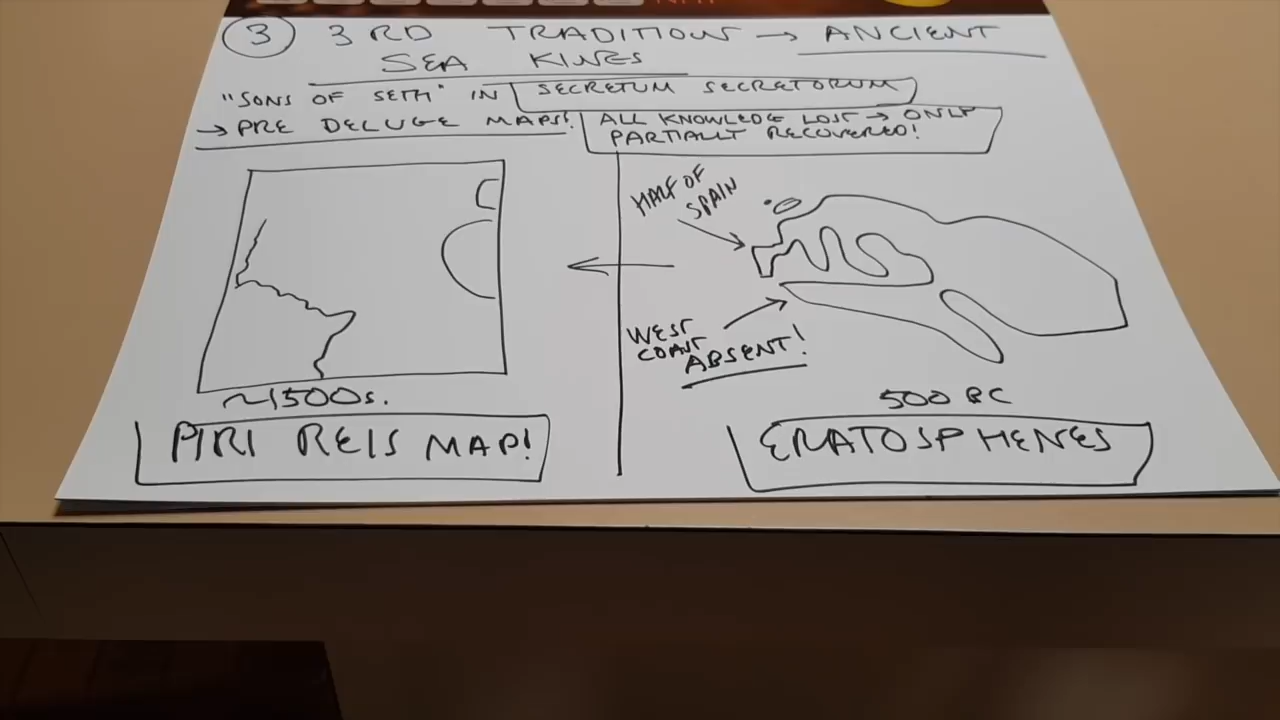 3 3RD TRADITION → ANCIENT
SEA KINGS
"SONS OF SETH" IN SECRETUM SECRETORUM
→ PRE DELUGE MAPS!
ALL KNOWLEDGE LOST → ONLY
PARTIALLY RECOVERED!
HALF OF
SPAIN
WEST
COAST
ABSENT!
~1500s.
PIRI REIS MAP!
500 BC
ERATOSPHENES